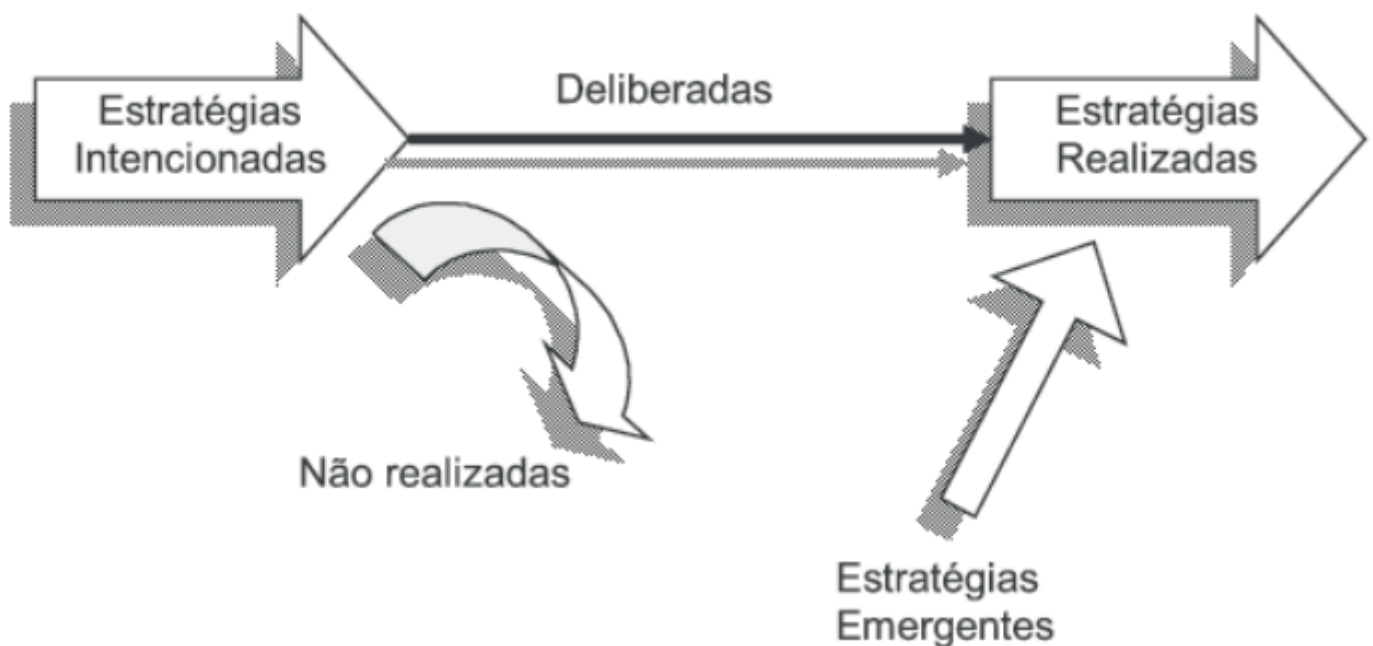 Estratégias
Intencionadas
Deliberadas
Estratégias
Realizadas
Não realizadas
Estratégias
Emergentes